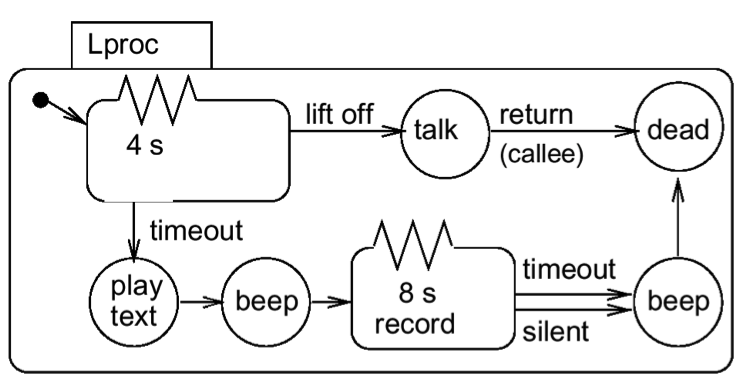 Lproc
4 s
lift off
talk
return
(callee)
dead
timeout
play
text
beep
8 s
record
timeout
silent
beep